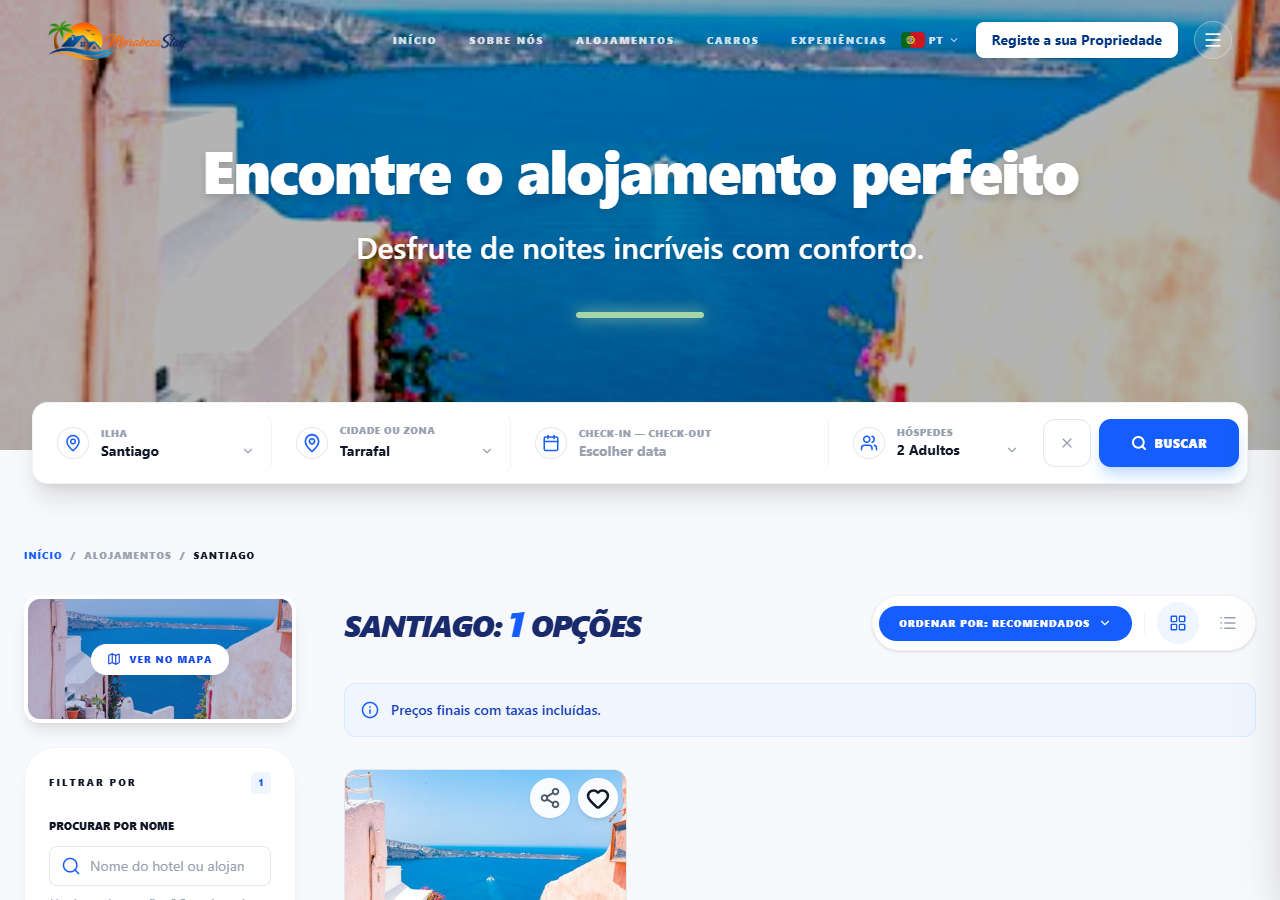 MorabezaStay
INÍCIO
SOBRE NÓS
ALOJAMENTOS
CARROS
EXPERIÊNCIAS
PT
Registe a sua Propriedade
Encontre o alojamento perfeito
Desfrute de noites incríveis com conforto.
ILHA
Santiago
CIDADE OU ZONA
Tarrafal
CHECK-IN — CHECK-OUT
Escolher data
HÓSPEDES
2 Adultos
BUSCAR
INÍCIO / ALOJAMENTOS / SANTIAGO
VER NO MAPA
SANTIAGO: 1 OPÇÕES
ORDENAR POR: RECOMENDADOS
Preços finais com taxas incluídas.
FILTRAR POR
1
PROCURAR POR NOME
Nome do hotel ou alojam